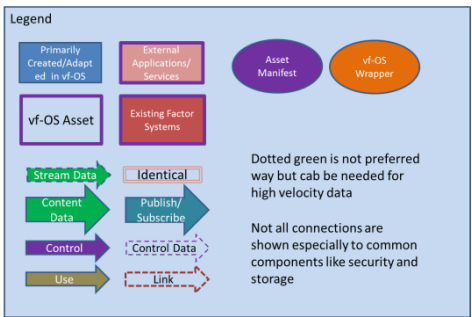 Legend
Primarily
Created/Adapt
ed in vf-OS
External
Applications/
Services
Asset
Manifest
vf-OS
Wrapper
vf-OS Asset
Existing Factor
Systems
Stream Data
Identical
Content
Data
Publish/
Subscribe
Control
Control Data
Use
Link
Dotted green is not preferred
way but cab be needed for
high velocity data
Not all connections are
shown especially to common
components like security and
storage